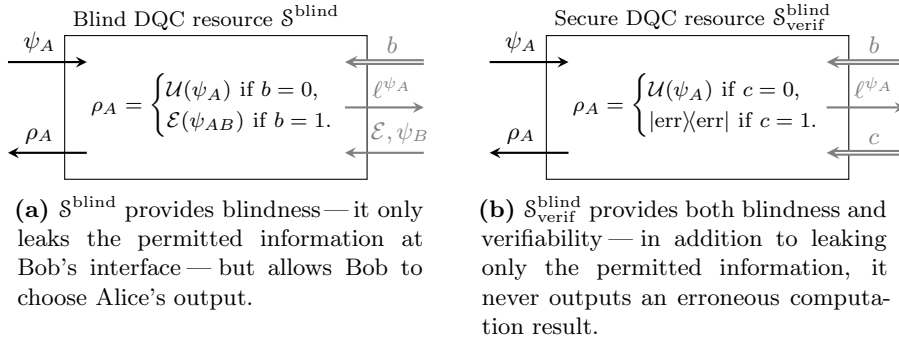 Blind DQC resource 𝒮^blind
ψ_A
b
ρ_A = { 𝒰(ψ_A) if b = 0,
ℰ(ψ_AB) if b = 1.
ℓ^ψ_A
ρ_A
ℰ, ψ_B
(a) 𝒮^blind provides blindness — it only
leaks the permitted information at
Bob's interface — but allows Bob to
choose Alice's output.
Secure DQC resource 𝒮^blind_verif
ψ_A
b
ρ_A = { 𝒰(ψ_A) if c = 0,
|err⟩⟨err| if c = 1.
ℓ^ψ_A
ρ_A
c
(b) 𝒮^blind_verif provides both blindness and
verifiability — in addition to leaking
only the permitted information, it
never outputs an erroneous computa-
tion result.